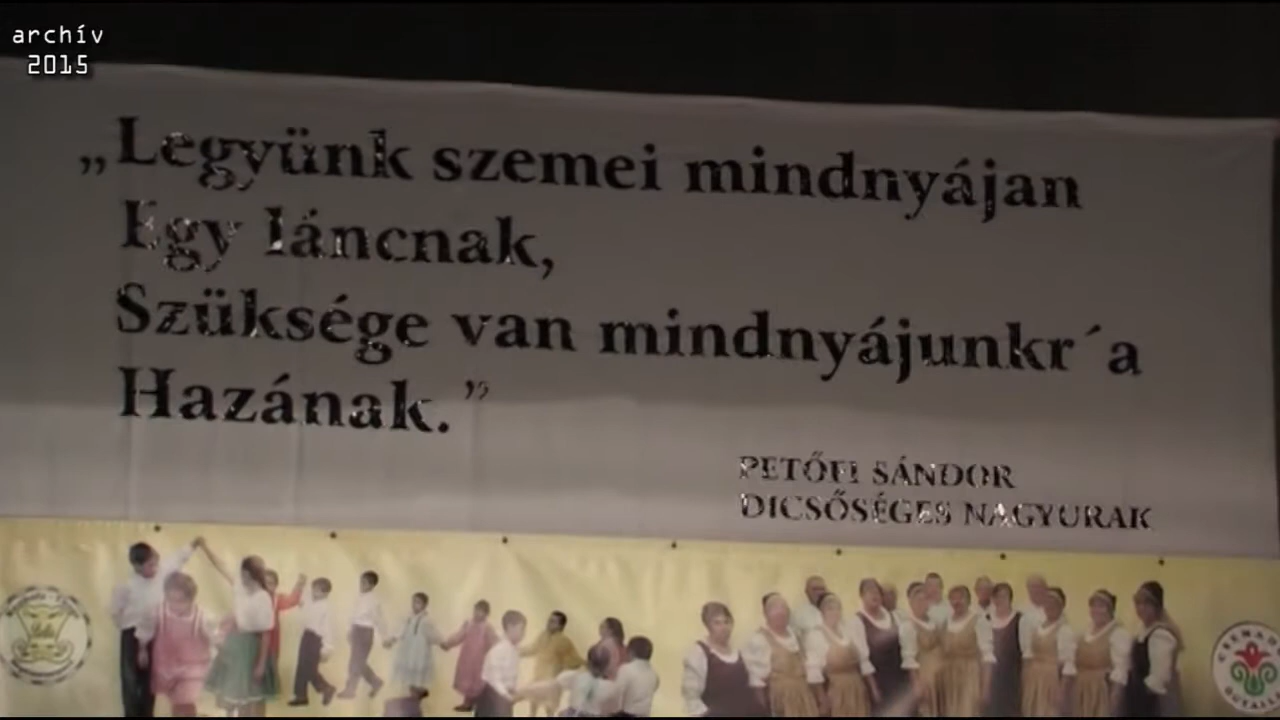 archív
2015
„Legyünk szemei mindnyájan
Egy láncnak,
Szüksége van mindnyájunkr´a
Hazának.”
PETŐFI SÁNDOR
DICSŐSÉGES NAGYURAK